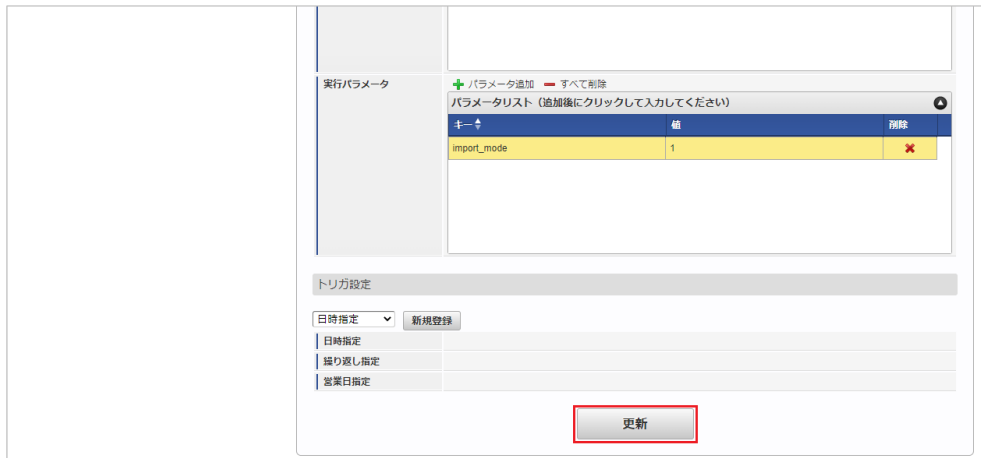 実行パラメータ
パラメータ追加 すべて削除
パラメータリスト（追加後にクリックして入力してください）
キー 値 削除
import_mode 1
トリガ設定
日時指定 新規登録
日時指定
繰り返し指定
営業日指定
更新